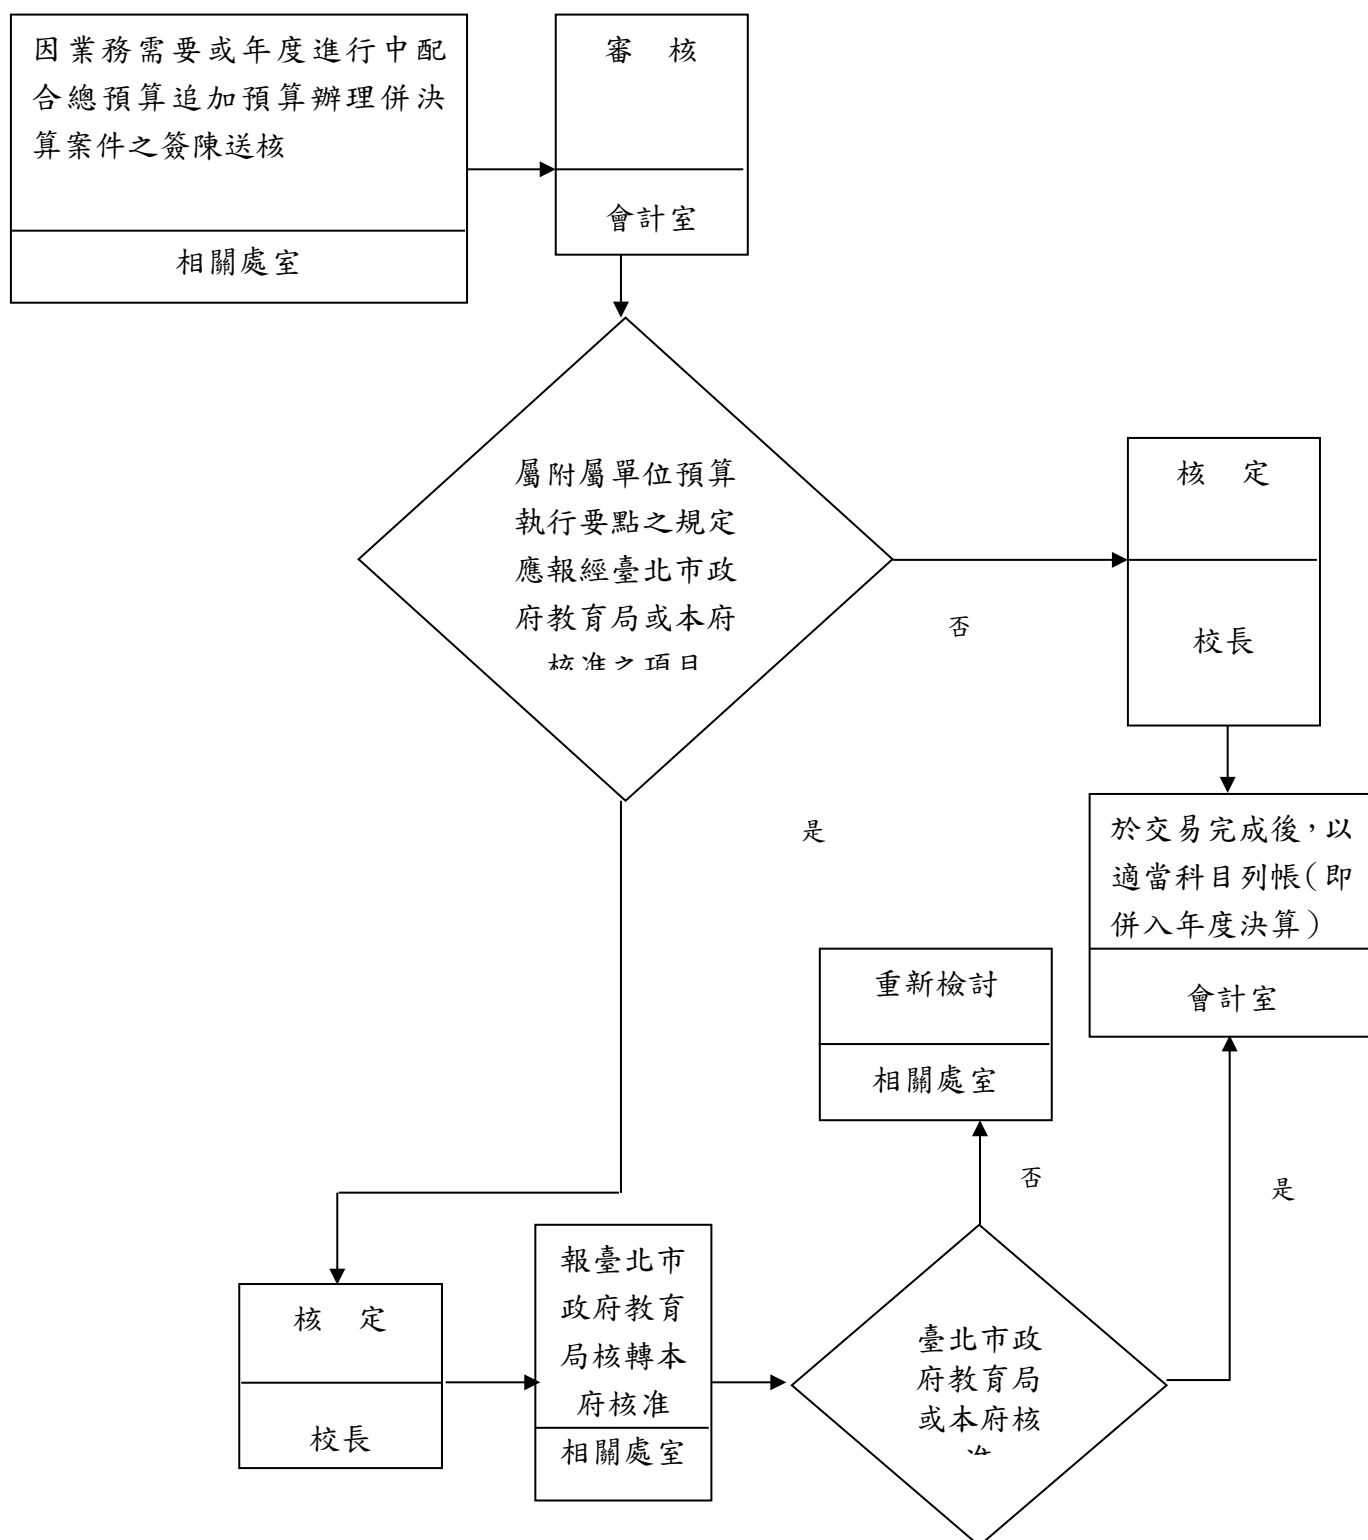 因業務需要或年度進行中配
合總預算追加預算辦理併決
算案件之簽陳送核
相關處室
審 核
會計室
屬附屬單位預算
執行要點之規定
應報經臺北市政
府教育局或本府
核准之項目
否
核 定
校長
是
於交易完成後，以
適當科目列帳（即
併入年度決算）
會計室
重新檢討
相關處室
否
是
核 定
校長
報臺北市
政府教育
局核轉本
府核准
相關處室
臺北市政
府教育局
或本府核
准